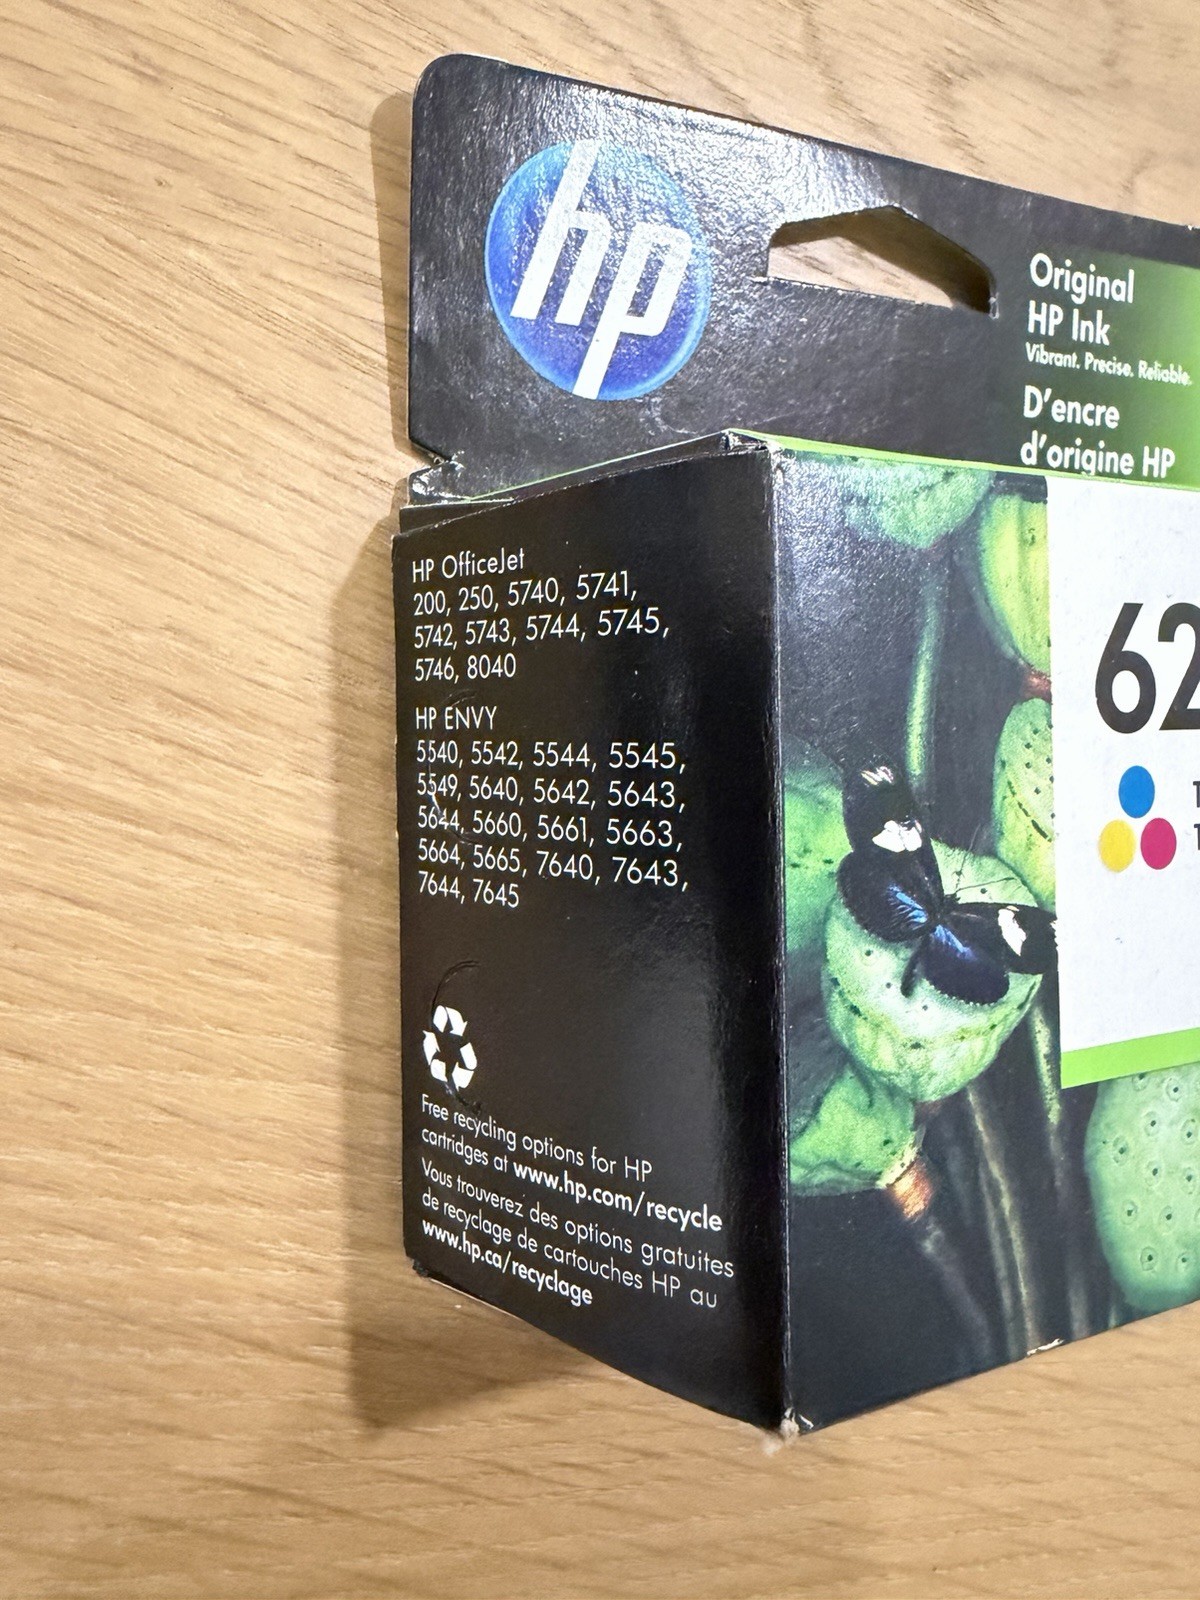 hp
Original
HP Ink
Vibrant. Precise. Reliable.
D'encre
d'origine HP
HP OfficeJet
200, 250, 5740, 5741,
5742, 5743, 5744, 5745,
5746, 8040
HP ENVY
5540, 5542, 5544, 5545,
5549, 5640, 5642, 5643,
5644, 5660, 5661, 5663,
5664, 5665, 7640, 7643,
7644, 7645
Free recycling options for HP
cartridges at www.hp.com/recycle
Vous trouverez des options gratuites
de recyclage de cartouches HP au
www.hp.ca/recyclage
62